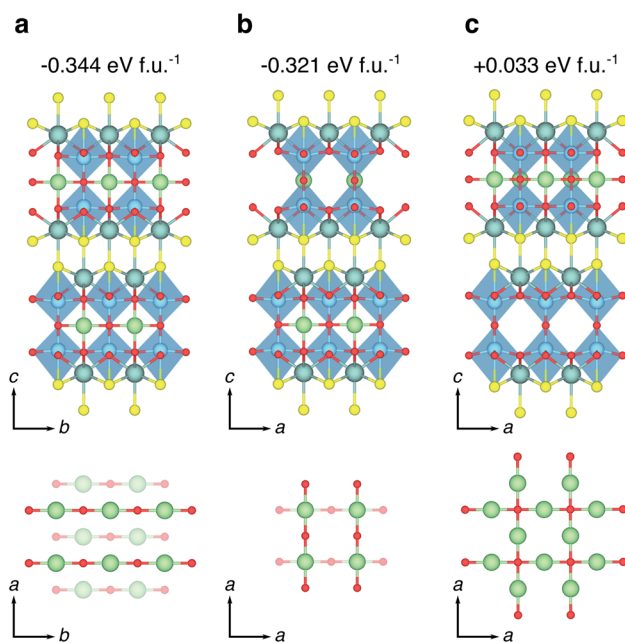 a b c
-0.344 eV f.u.⁻¹ -0.321 eV f.u.⁻¹ +0.033 eV f.u.⁻¹
c c c
b a a
a a a
b a a